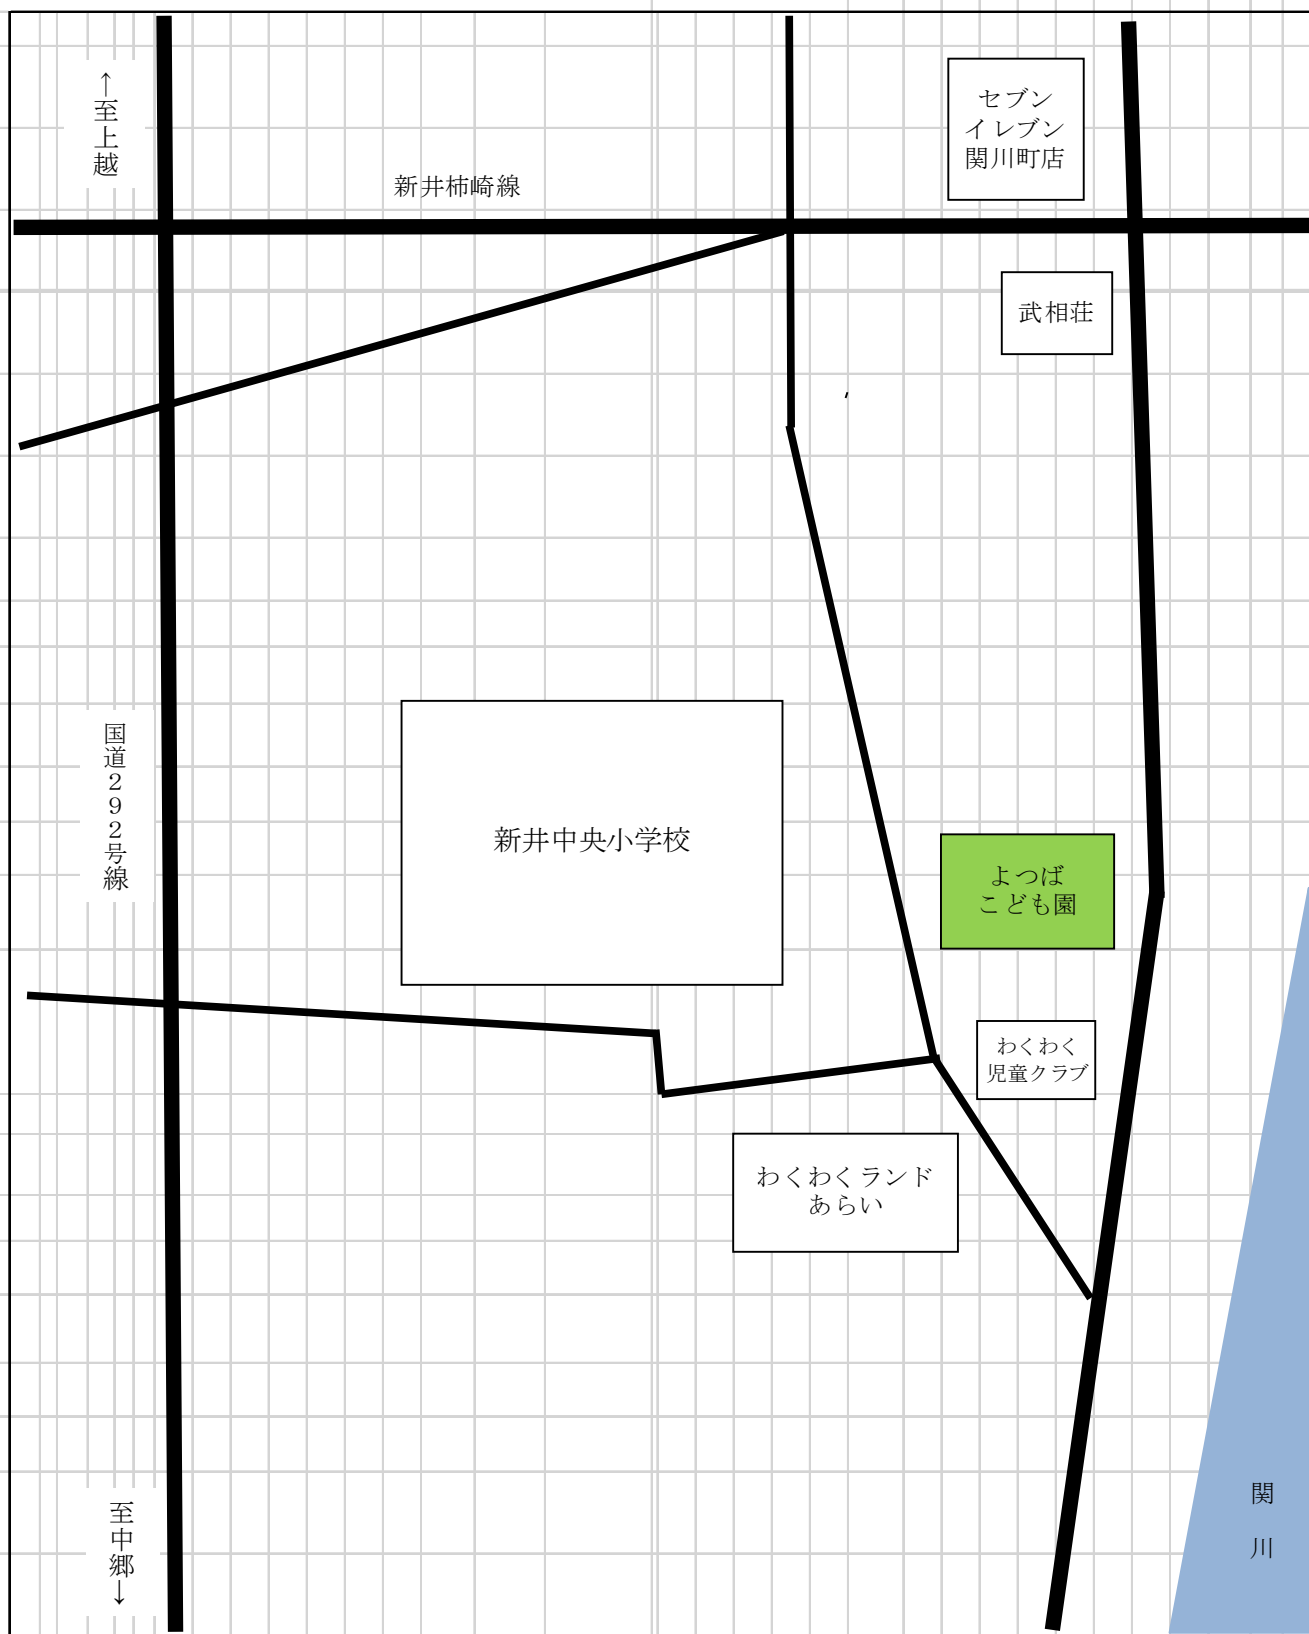 ↑至上越
セブン
イレブン
関川町店
新井柿崎線
武相荘
国道２９２号線
新井中央小学校
よつば
こども園
わくわく
児童クラブ
わくわくランド
あらい
関川
至中郷↓